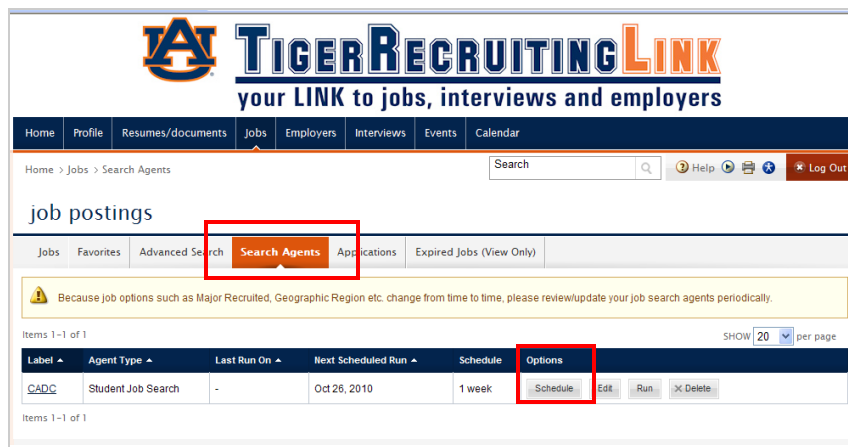 AU
TIGERRECRUITINGLINK
your LINK to jobs, interviews and employers
Home Profile Resumes/documents Jobs Employers Interviews Events Calendar
Home > Jobs > Search Agents Search Help Log Out
job postings
Jobs Favorites Advanced Search Search Agents Applications Expired Jobs (View Only)
Because job options such as Major Recruited, Geographic Region etc. change from time to time, please review/update your job search agents periodically.
Items 1-1 of 1 SHOW 20 per page
Label Agent Type Last Run On Next Scheduled Run Schedule Options
CADC Student Job Search - Oct 26, 2010 1 week Schedule Edit Run Delete
Items 1-1 of 1